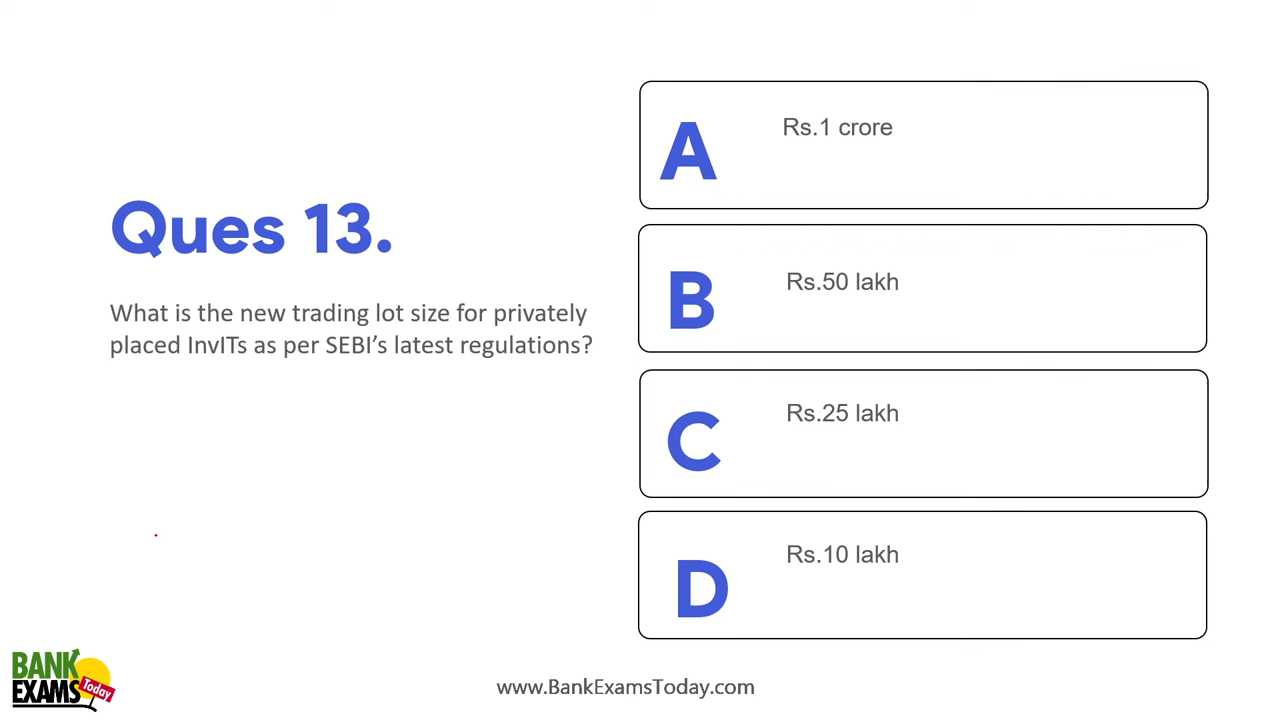 Ques 13.
What is the new trading lot size for privately
placed InvITs as per SEBI’s latest regulations?
A
Rs.1 crore
B
Rs.50 lakh
C
Rs.25 lakh
D
Rs.10 lakh
BANK
EXAMS
Today
www.BankExamsToday.com